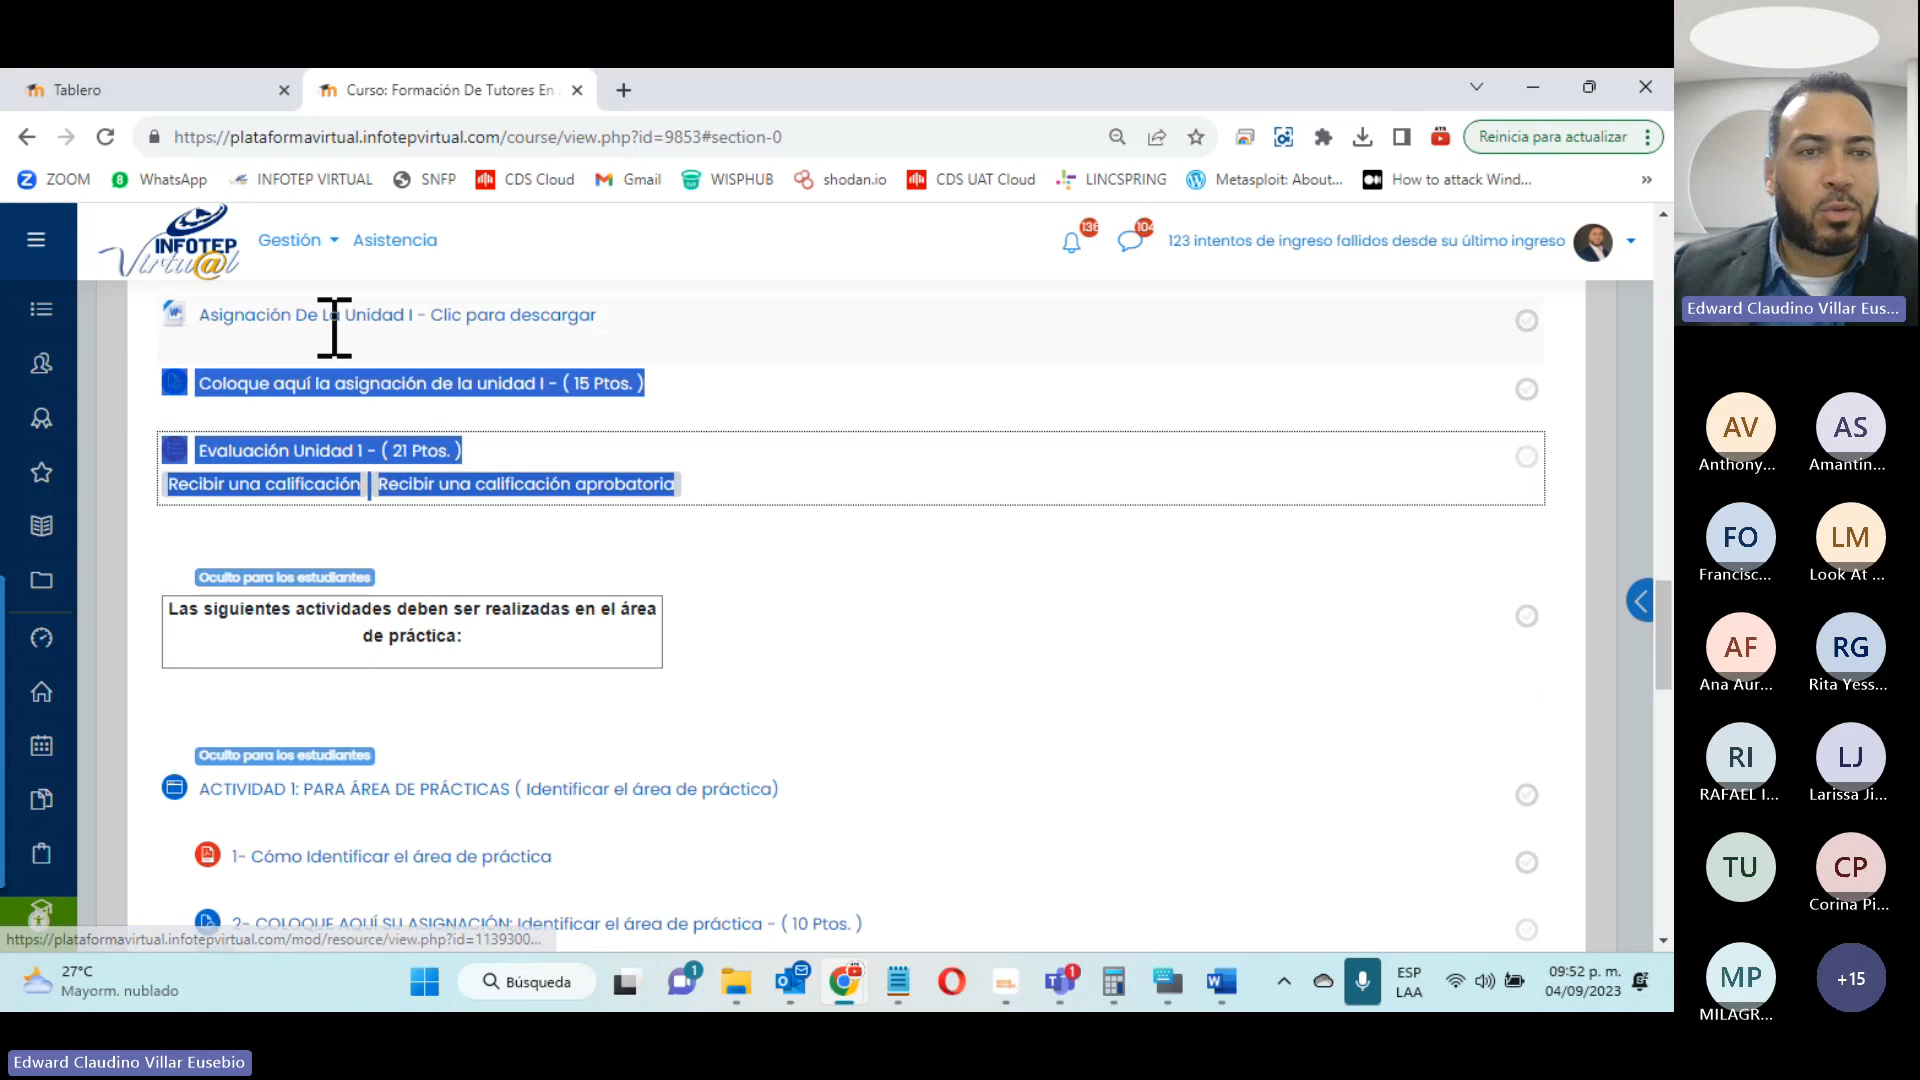 Tablero
Curso: Formación De Tutores En
https://plataformavirtual.infotepvirtual.com/course/view.php?id=9853#section-0
Reinicia para actualizar
ZOOM
8
WhatsApp
INFOTEP VIRTUAL
SNFP
CDS Cloud
Gmail
WISPHUB
shodan.io
CDS UAT Cloud
LINCSPRING
Metasploit: About...
How to attack Wind...
»
INFOTEP
Virtu@l
Gestión
Asistencia
136
104
123 intentos de ingreso fallidos desde su último ingreso
Edward Claudino Villar Eus...
Asignación De La Unidad I - Clic para descargar
Coloque aquí la asignación de la unidad I - ( 15 Ptos. )
Evaluación Unidad 1 - ( 21 Ptos. )
Recibir una calificación
Recibir una calificación aprobatoria
Oculto para los estudiantes
Las siguientes actividades deben ser realizadas en el área
de práctica:
Oculto para los estudiantes
ACTIVIDAD 1: PARA ÁREA DE PRÁCTICAS ( Identificar el área de práctica)
1- Cómo Identificar el área de práctica
2- COLOQUE AQUÍ SU ASIGNACIÓN: Identificar el área de práctica - ( 10 Ptos. )
https://plataformavirtual.infotepvirtual.com/mod/resource/view.php?id=1139300...
AV
Anthony...
AS
Amantin...
FO
Francisc...
LM
Look At ...
AF
Ana Aur...
RG
Rita Yess...
RI
RAFAEL I...
LJ
Larissa Ji...
TU
CP
Corina Pi...
MP
MILAGR...
+15
27°C
Mayorm. nublado
Búsqueda
1
1
ESP
LAA
09:52 p. m.
04/09/2023
Edward Claudino Villar Eusebio